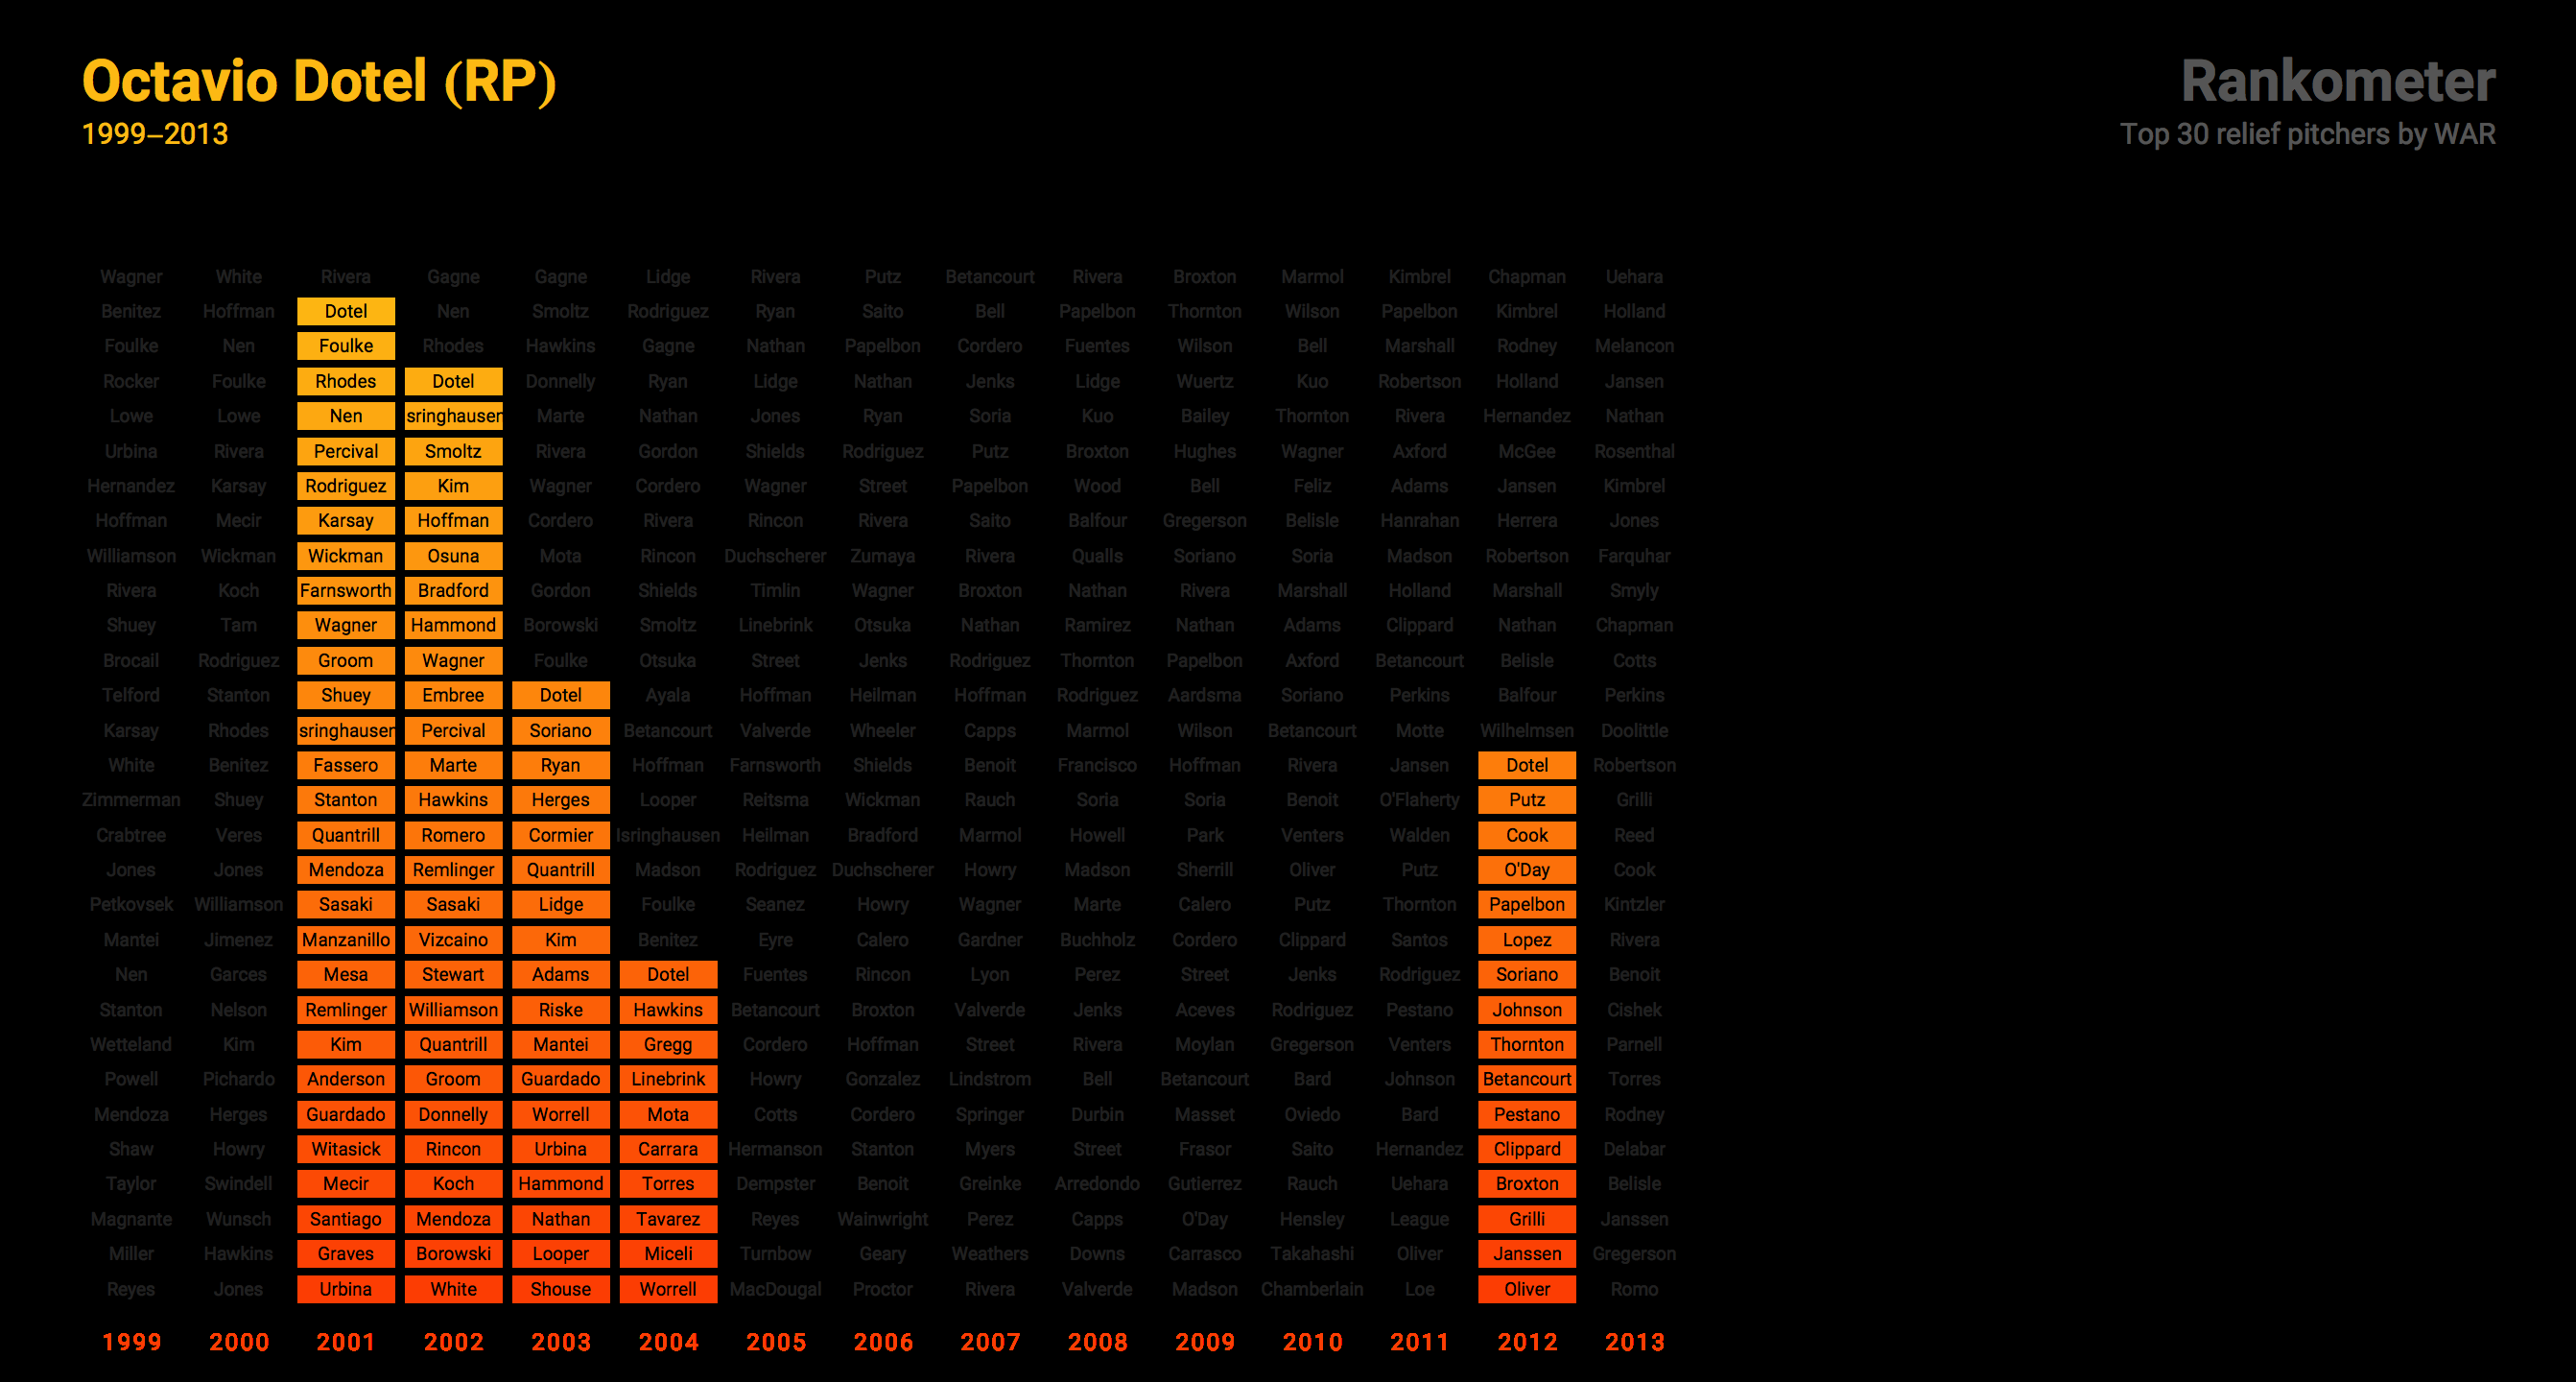 Octavio Dotel (RP)
1999–2013
Rankometer
Top 30 relief pitchers by WAR
Wagner White Rivera Gagne Gagne Lidge Rivera Putz Betancourt Rivera Broxton Marmol Kimbrel Chapman Uehara
Benitez Hoffman Dotel Nen Smoltz Rodriguez Ryan Saito Bell Papelbon Thornton Wilson Papelbon Kimbrel Holland
Foulke Nen Foulke Rhodes Hawkins Gagne Nathan Papelbon Cordero Fuentes Wilson Bell Marshall Rodney Melancon
Rocker Foulke Rhodes Dotel Donnelly Ryan Lidge Nathan Jenks Lidge Wuertz Kuo Robertson Holland Jansen
Lowe Lowe Nen sringhausen Marte Nathan Jones Ryan Soria Kuo Bailey Thornton Rivera Hernandez Nathan
Urbina Rivera Percival Smoltz Rivera Gordon Shields Rodriguez Putz Broxton Hughes Wagner Axford McGee Rosenthal
Hernandez Karsay Rodriguez Kim Wagner Cordero Wagner Street Papelbon Wood Bell Feliz Adams Jansen Kimbrel
Hoffman Mecir Karsay Hoffman Cordero Rivera Rincon Rivera Saito Balfour Gregerson Belisle Hanrahan Herrera Jones
Williamson Wickman Wickman Osuna Mota Rincon Duchscherer Zumaya Rivera Qualls Soriano Soria Madson Robertson Farquhar
Rivera Koch Farnsworth Bradford Gordon Shields Timlin Wagner Broxton Nathan Rivera Marshall Holland Marshall Smyly
Shuey Tam Wagner Hammond Borowski Smoltz Linebrink Otsuka Nathan Ramirez Nathan Adams Clippard Nathan Chapman
Brocail Rodriguez Groom Wagner Foulke Otsuka Street Jenks Rodriguez Thornton Papelbon Axford Betancourt Belisle Cotts
Telford Stanton Shuey Embree Dotel Ayala Hoffman Heilman Hoffman Rodriguez Aardsma Soriano Perkins Balfour Perkins
Karsay Rhodes sringhausen Percival Soriano Betancourt Valverde Wheeler Capps Marmol Wilson Betancourt Motte Wilhelmsen Doolittle
White Benitez Fassero Marte Ryan Hoffman Farnsworth Shields Benoit Francisco Hoffman Rivera Jansen Dotel Robertson
Zimmerman Shuey Stanton Hawkins Herges Looper Reitsma Wickman Rauch Soria Soria Benoit O'Flaherty Putz Grilli
Crabtree Veres Quantrill Romero Cormier Isringhausen Heilman Bradford Marmol Howell Park Venters Walden Cook Reed
Jones Jones Mendoza Remlinger Quantrill Madson Rodriguez Duchscherer Howry Madson Sherrill Oliver Putz O'Day Cook
Petkovsek Williamson Sasaki Sasaki Lidge Foulke Seanez Howry Wagner Marte Calero Putz Thornton Papelbon Kintzler
Mantei Jimenez Manzanillo Vizcaino Kim Benitez Eyre Calero Gardner Buchholz Cordero Clippard Santos Lopez Rivera
Nen Garces Mesa Stewart Adams Dotel Fuentes Rincon Lyon Perez Street Jenks Rodriguez Soriano Benoit
Stanton Nelson Remlinger Williamson Riske Hawkins Betancourt Broxton Valverde Jenks Aceves Rodriguez Pestano Johnson Cishek
Wetteland Kim Kim Quantrill Mantei Gregg Cordero Hoffman Street Rivera Moylan Gregerson Venters Thornton Parnell
Powell Pichardo Anderson Groom Guardado Linebrink Howry Gonzalez Lindstrom Bell Betancourt Bard Johnson Betancourt Torres
Mendoza Herges Guardado Donnelly Worrell Mota Cotts Cordero Springer Durbin Masset Oviedo Bard Pestano Rodney
Shaw Howry Witasick Rincon Urbina Carrara Hermanson Stanton Myers Street Frasor Saito Hernandez Clippard Delabar
Taylor Swindell Mecir Koch Hammond Torres Dempster Benoit Greinke Arredondo Gutierrez Rauch Uehara Broxton Belisle
Magnante Wunsch Santiago Mendoza Nathan Tavarez Reyes Wainwright Perez Capps O'Day Hensley League Grilli Janssen
Miller Hawkins Graves Borowski Looper Miceli Turnbow Geary Weathers Downs Carrasco Takahashi Oliver Janssen Gregerson
Reyes Jones Urbina White Shouse Worrell MacDougal Proctor Rivera Valverde Madson Chamberlain Loe Oliver Romo
1999 2000 2001 2002 2003 2004 2005 2006 2007 2008 2009 2010 2011 2012 2013